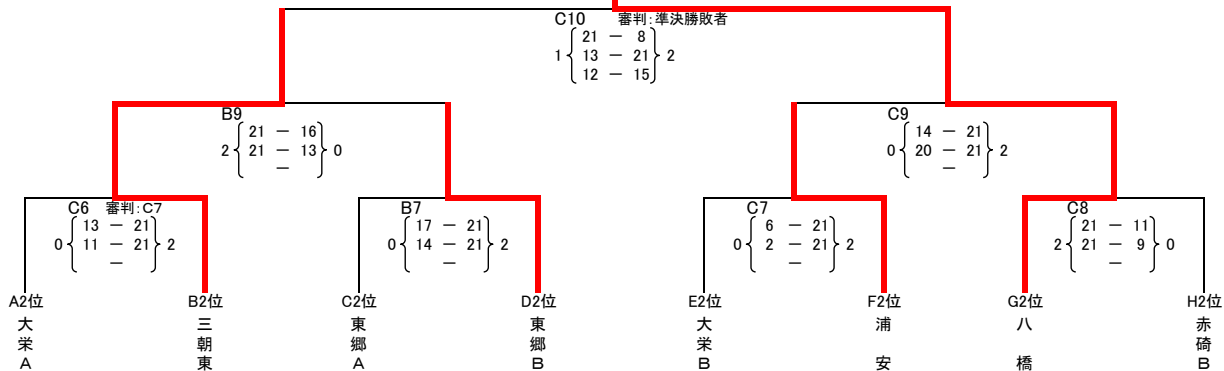 C10 審判:準決勝敗者
21 － 8
1 13 － 21 2
12 － 15
B9
21 － 16
2 21 － 13 0
－
C9
14 － 21
0 20 － 21 2
－
C6 審判:C7
13 － 21
0 11 － 21 2
－
B7
17 － 21
0 14 － 21 2
－
C7
6 － 21
0 2 － 21 2
－
C8
21 － 11
2 21 － 9 0
－
A2位 B2位 C2位 D2位 E2位 F2位 G2位 H2位
大栄A
三朝東
東郷A
東郷B
大栄B
浦安
八橋
赤碕B